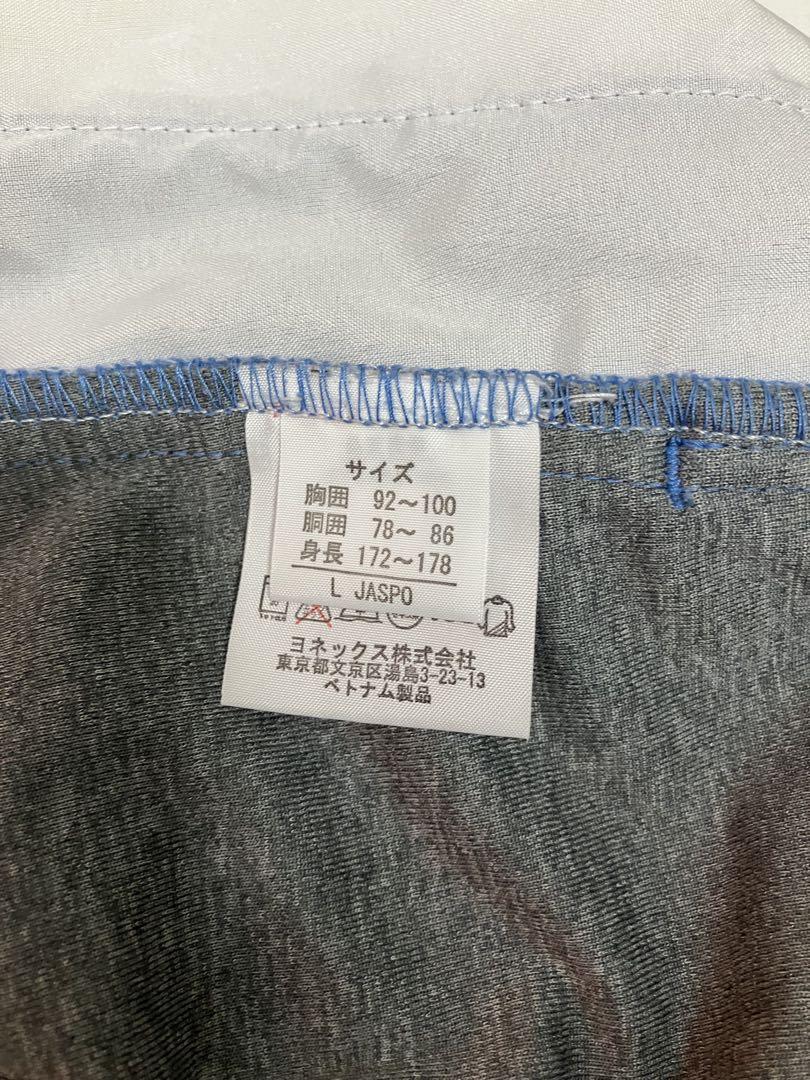 サイズ
胸囲 92～100
胴囲 78～ 86
身長 172～178
L JASPO
ヨネックス株式会社
東京都文京区湯島3-23-13
ベトナム製品